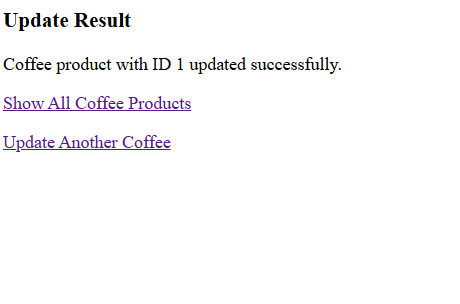 Update Result
Coffee product with ID 1 updated successfully.
Show All Coffee Products
Update Another Coffee